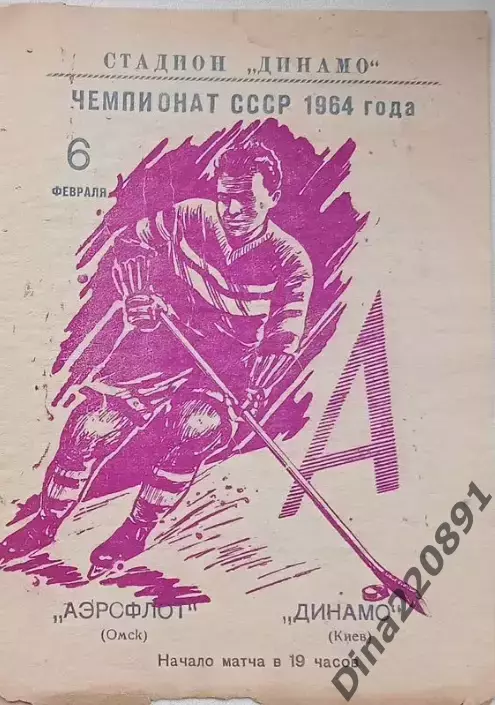 СТАДИОН „ДИНАМО“
ЧЕМПИОНАТ СССР 1964 года
6
ФЕВРАЛЯ
А
„АЭРОФЛОТ“ „ДИНАМО“
(Омск) (Киев)
Начало матча в 19 часов
Dina220891